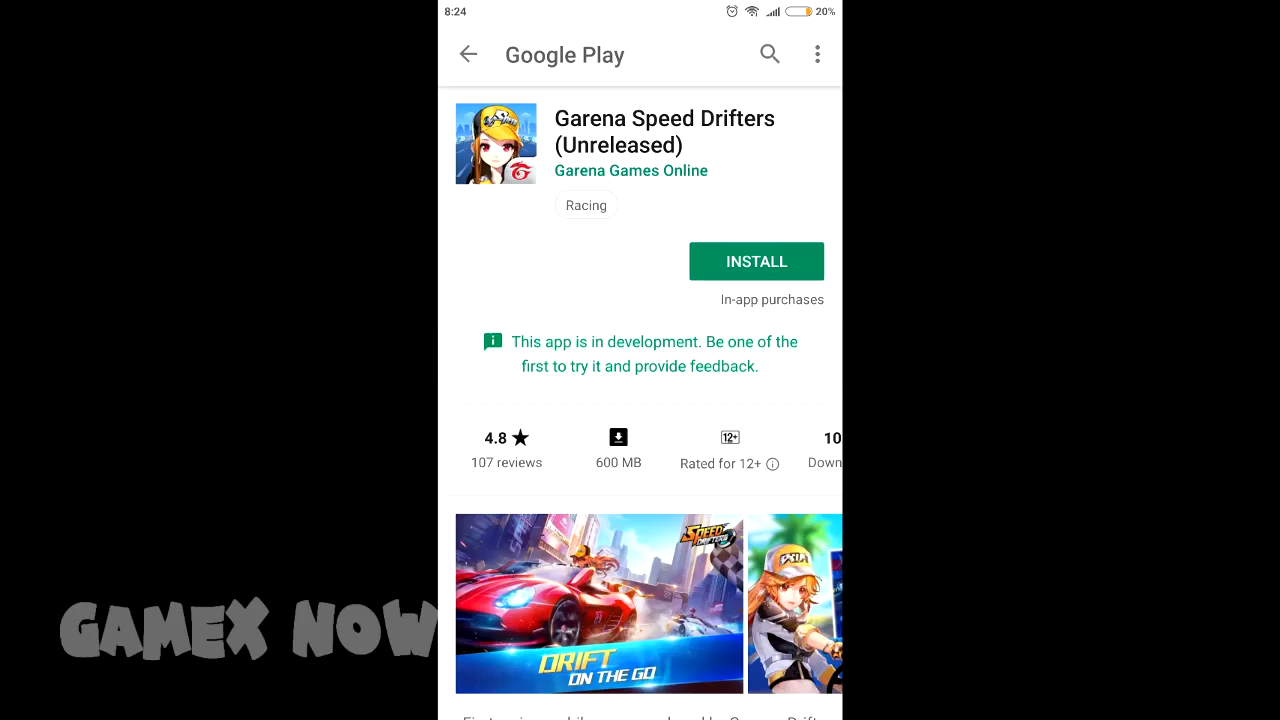 8:24
20%
Google Play
Garena Speed Drifters
(Unreleased)
Garena Games Online
Racing
INSTALL
In-app purchases
This app is in development. Be one of the
first to try it and provide feedback.
4.8 ★
12+
10
107 reviews
600 MB
Rated for 12+
Down
SPEED
DRIFTERS
DRIFT
ON THE GO
GAMEX NOW